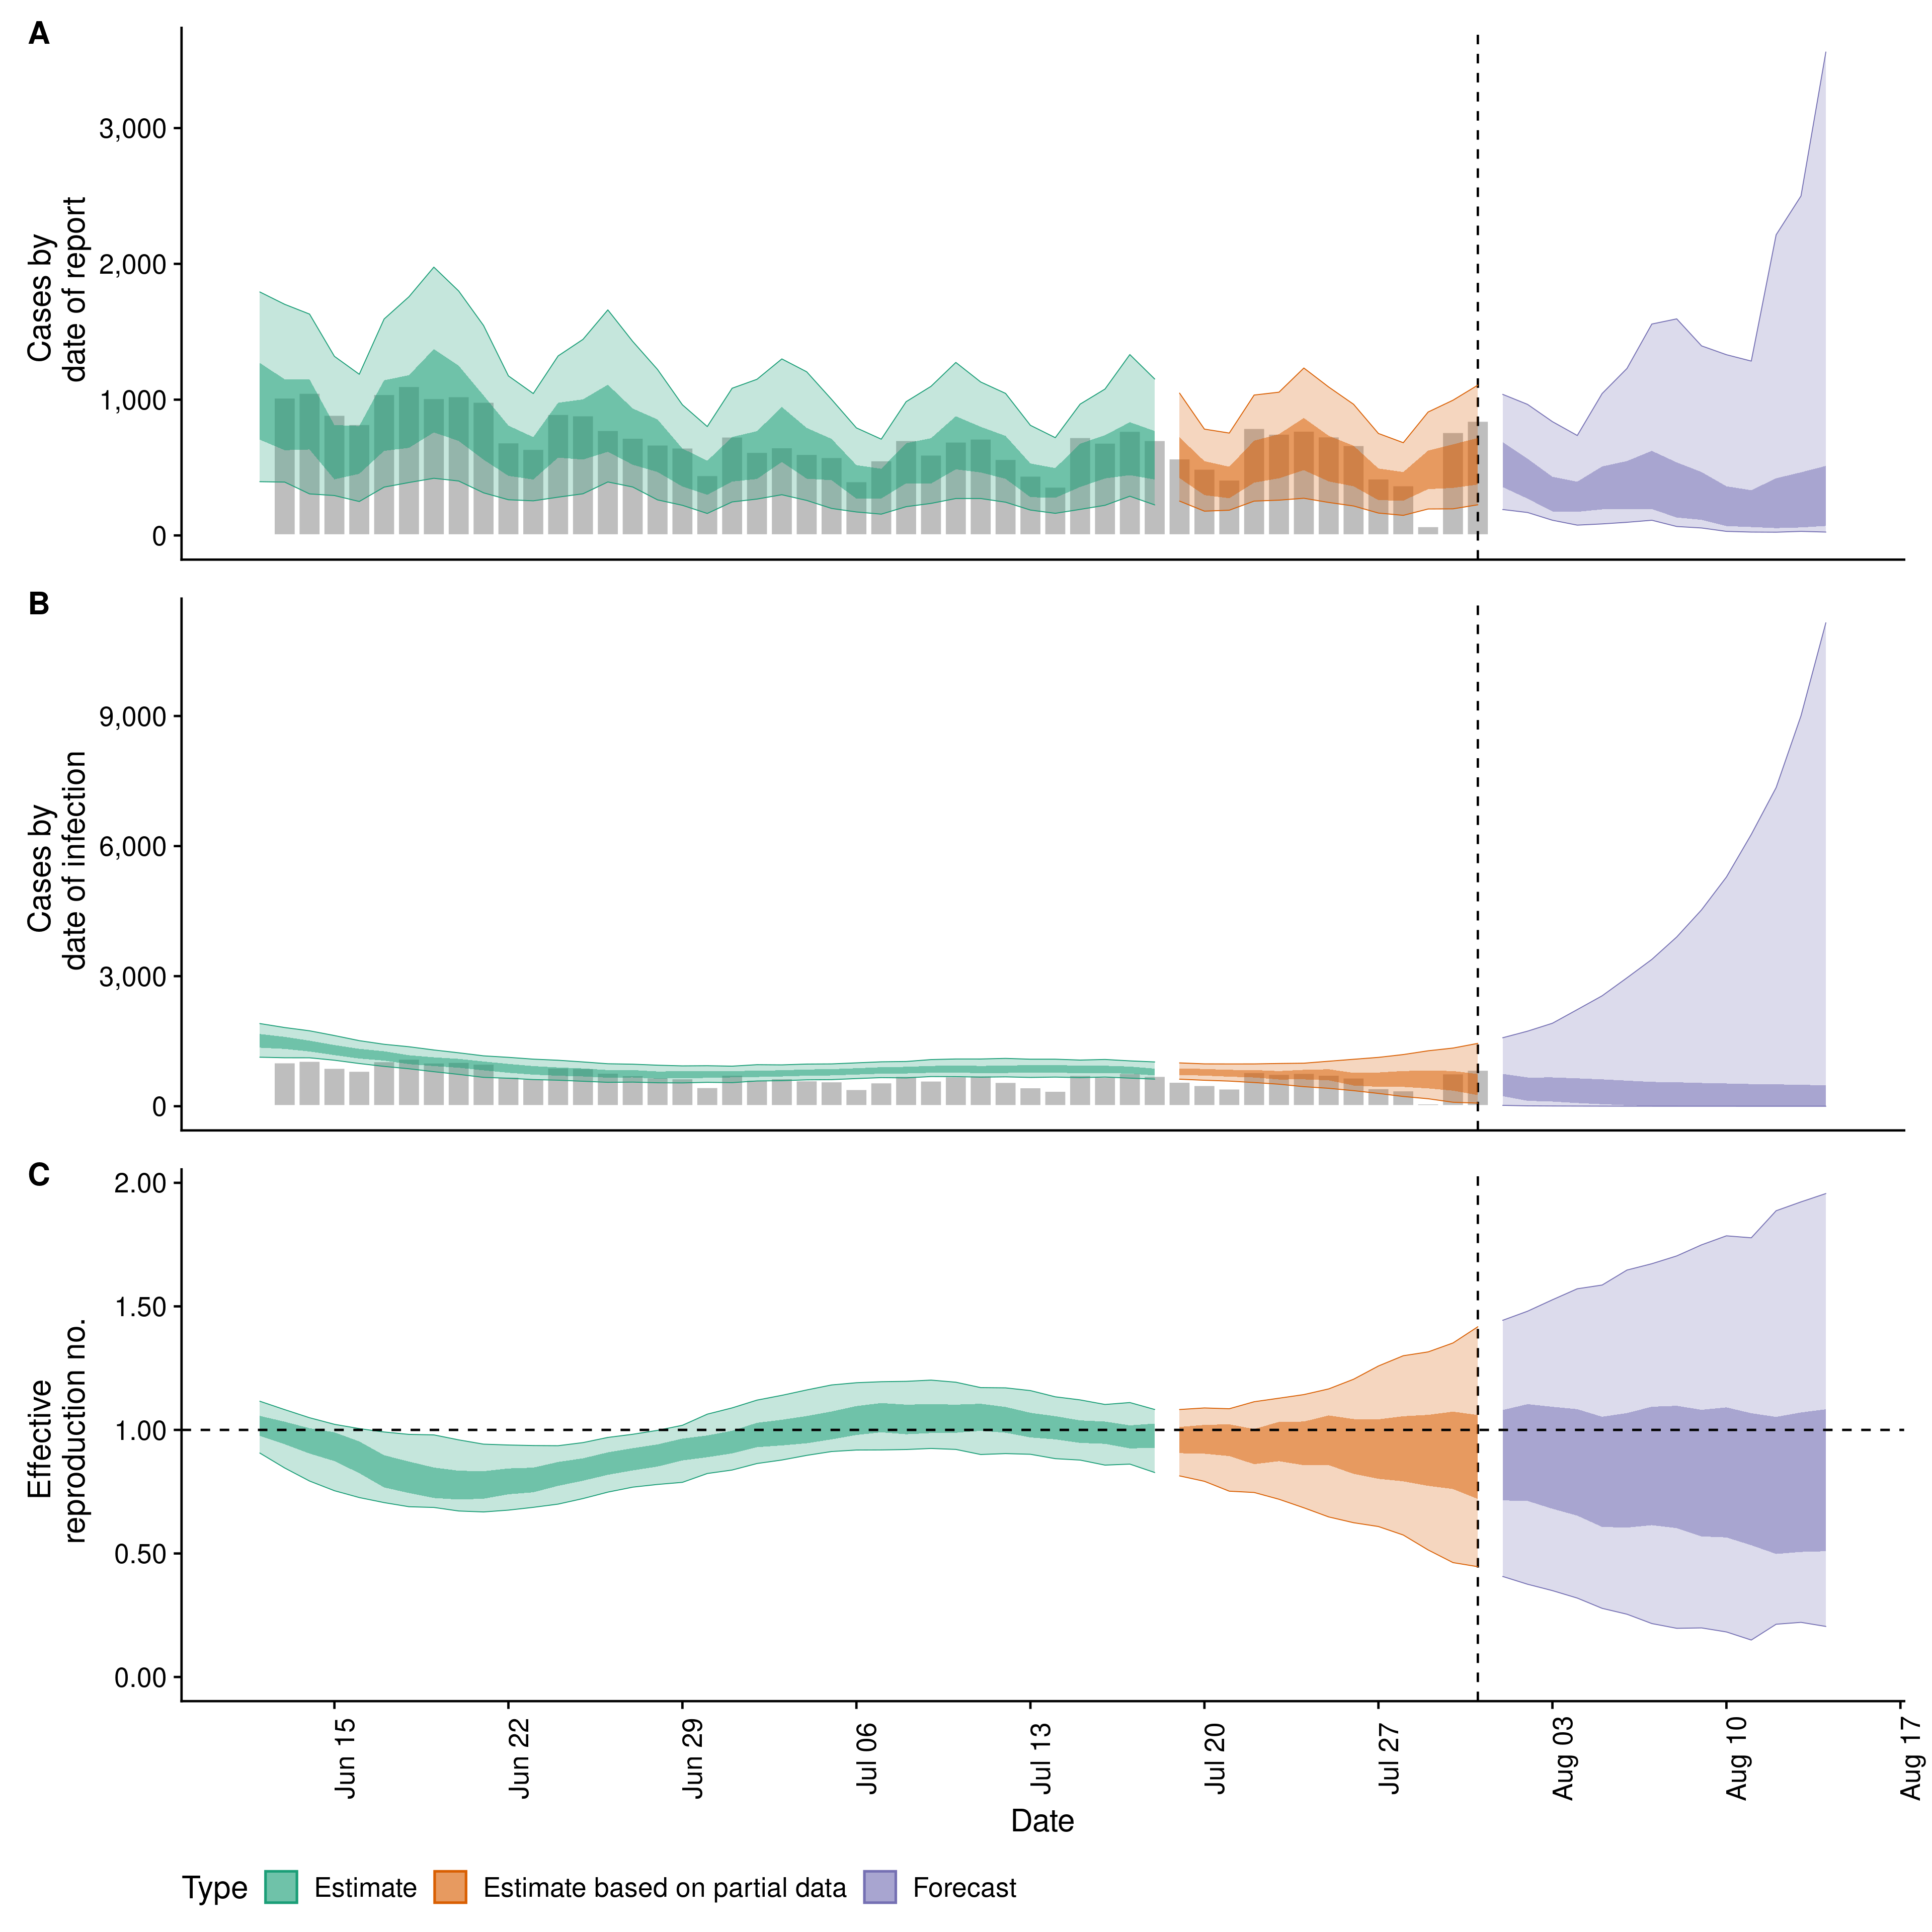 A
Cases by
date of report
3,000
2,000
1,000
0
B
Cases by
date of infection
9,000
6,000
3,000
0
C
Effective
reproduction no.
2.00
1.50
1.00
0.50
0.00
Jun 15
Jun 22
Jun 29
Jul 06
Jul 13
Jul 20
Jul 27
Aug 03
Aug 10
Aug 17
Date
Type Estimate Estimate based on partial data Forecast